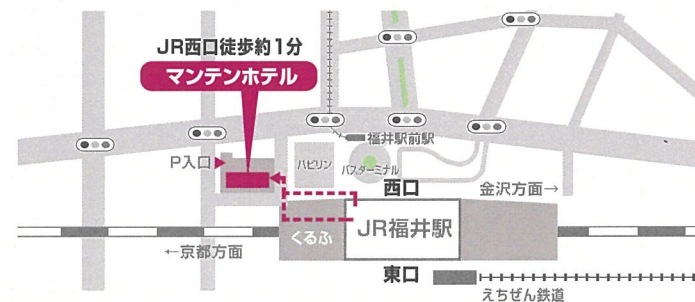 JR西口徒歩約1分
マンテンホテル
福井駅前駅
P入口
ハピリン
バスターミナル
西口
金沢方面→
くるふ
JR福井駅
←京都方面
東口
えちぜん鉄道